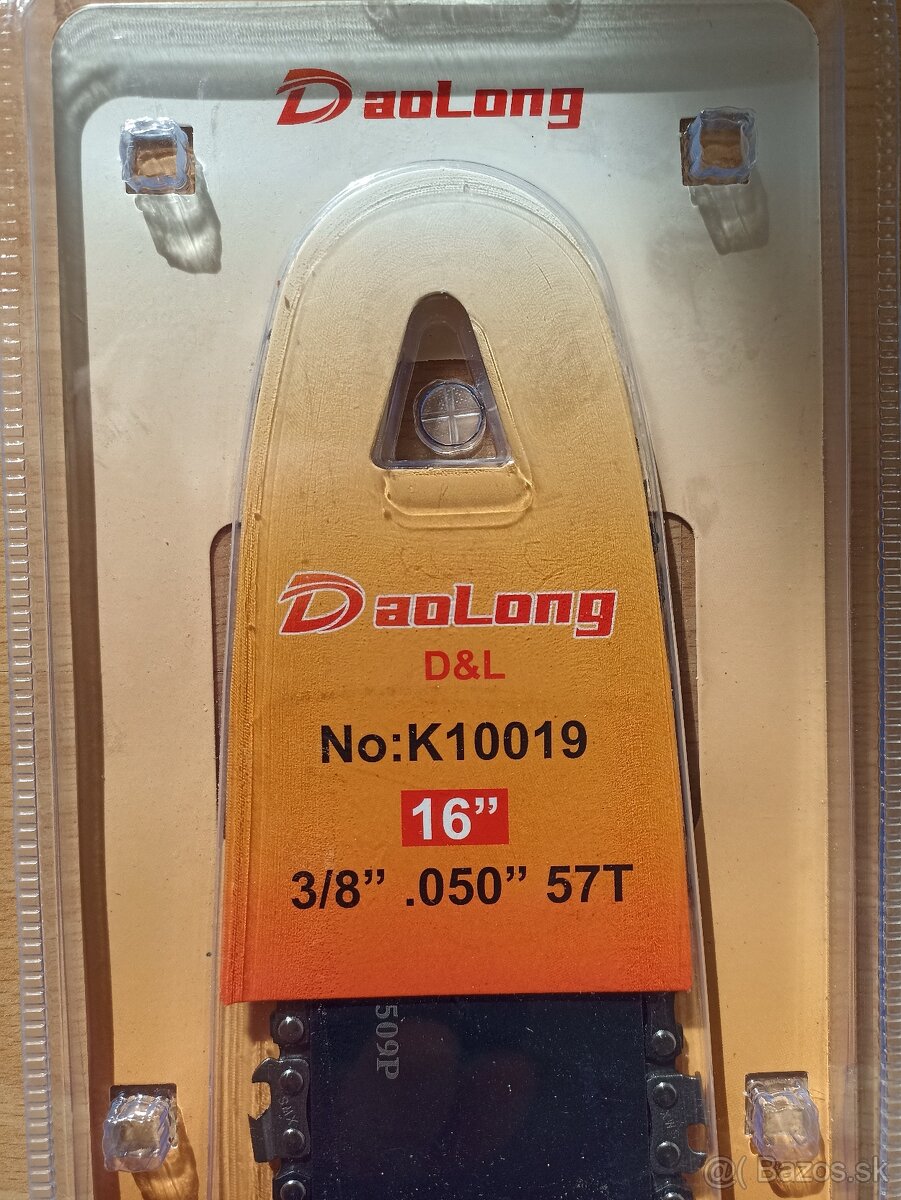 DaoLong
DaoLong
D&L
No:K10019
16”
3/8” .050” 57T
509P
@( Bazos.sk